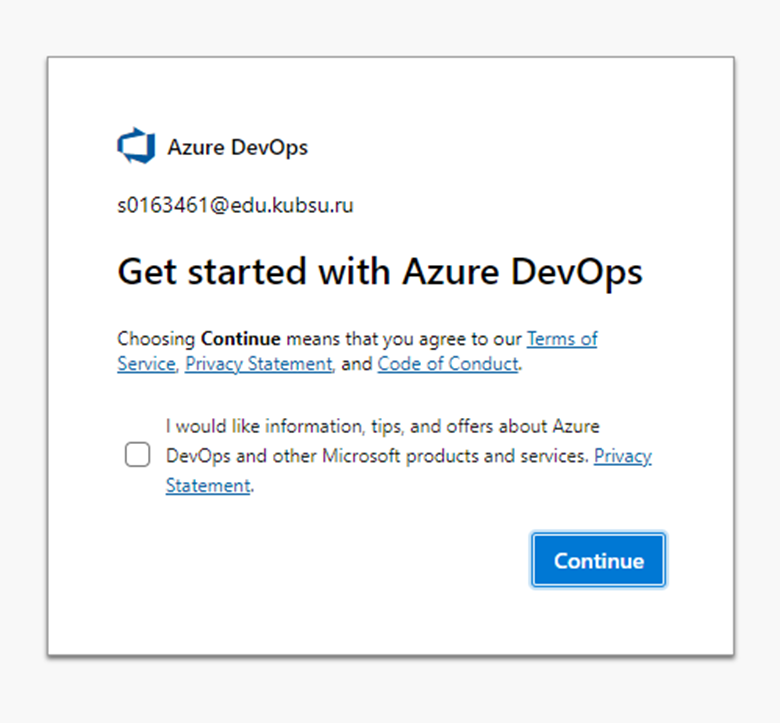 Azure DevOps
s0163461@edu.kubsu.ru
Get started with Azure DevOps
Choosing Continue means that you agree to our Terms of
Service, Privacy Statement, and Code of Conduct.
I would like information, tips, and offers about Azure
DevOps and other Microsoft products and services. Privacy
Statement.
Continue